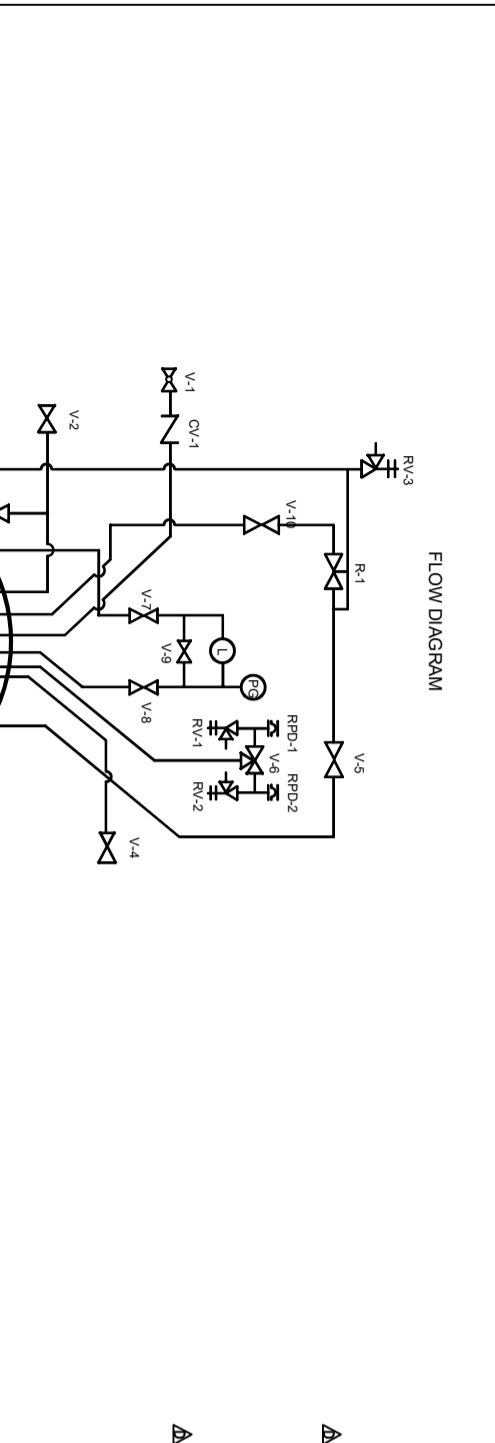 FLOW DIAGRAM
RV-3
R-1
V-5
V-10
RPD-1
RPD-2
V-6
PG
L
RV-1
RV-2
V-1
CV-1
V-9
V-7
V-8
V-4
V-2
D
D